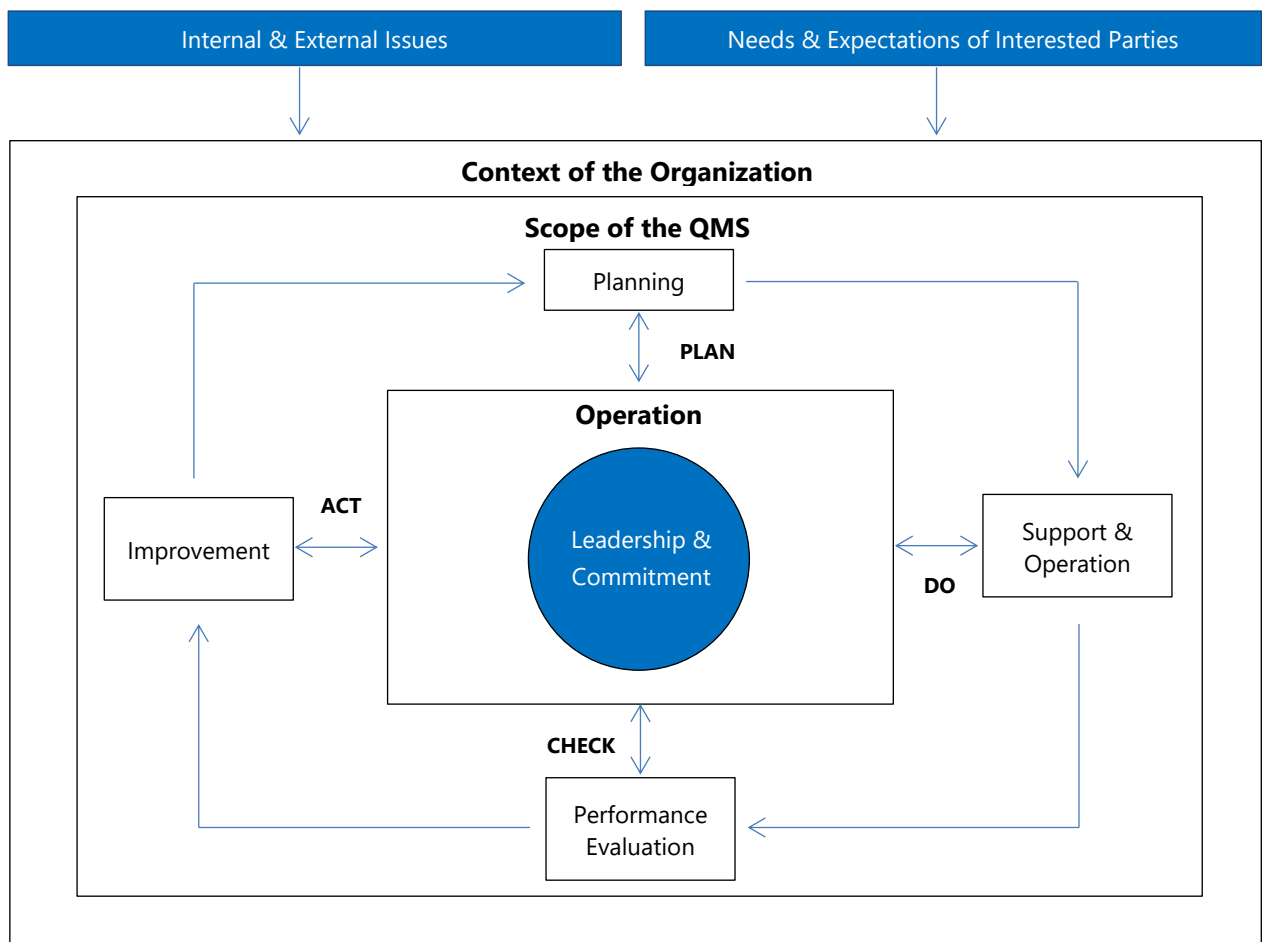 Internal & External Issues
Needs & Expectations of Interested Parties
Context of the Organization
Scope of the QMS
Planning
PLAN
Operation
Leadership &
Commitment
ACT
Improvement
Support &
Operation
DO
CHECK
Performance
Evaluation